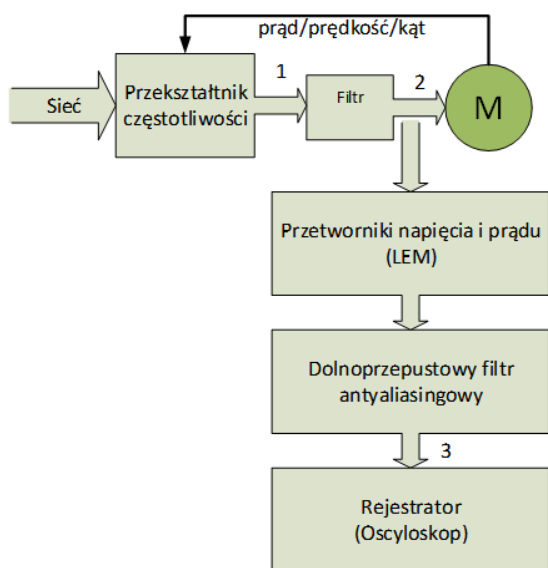 prąd/prędkość/kąt
Sieć
Przekształtnik
częstotliwości
1
Filtr
2
M
Przetworniki napięcia i prądu
(LEM)
Dolnoprzepustowy filtr
antyaliasingowy
3
Rejestrator
(Oscyloskop)